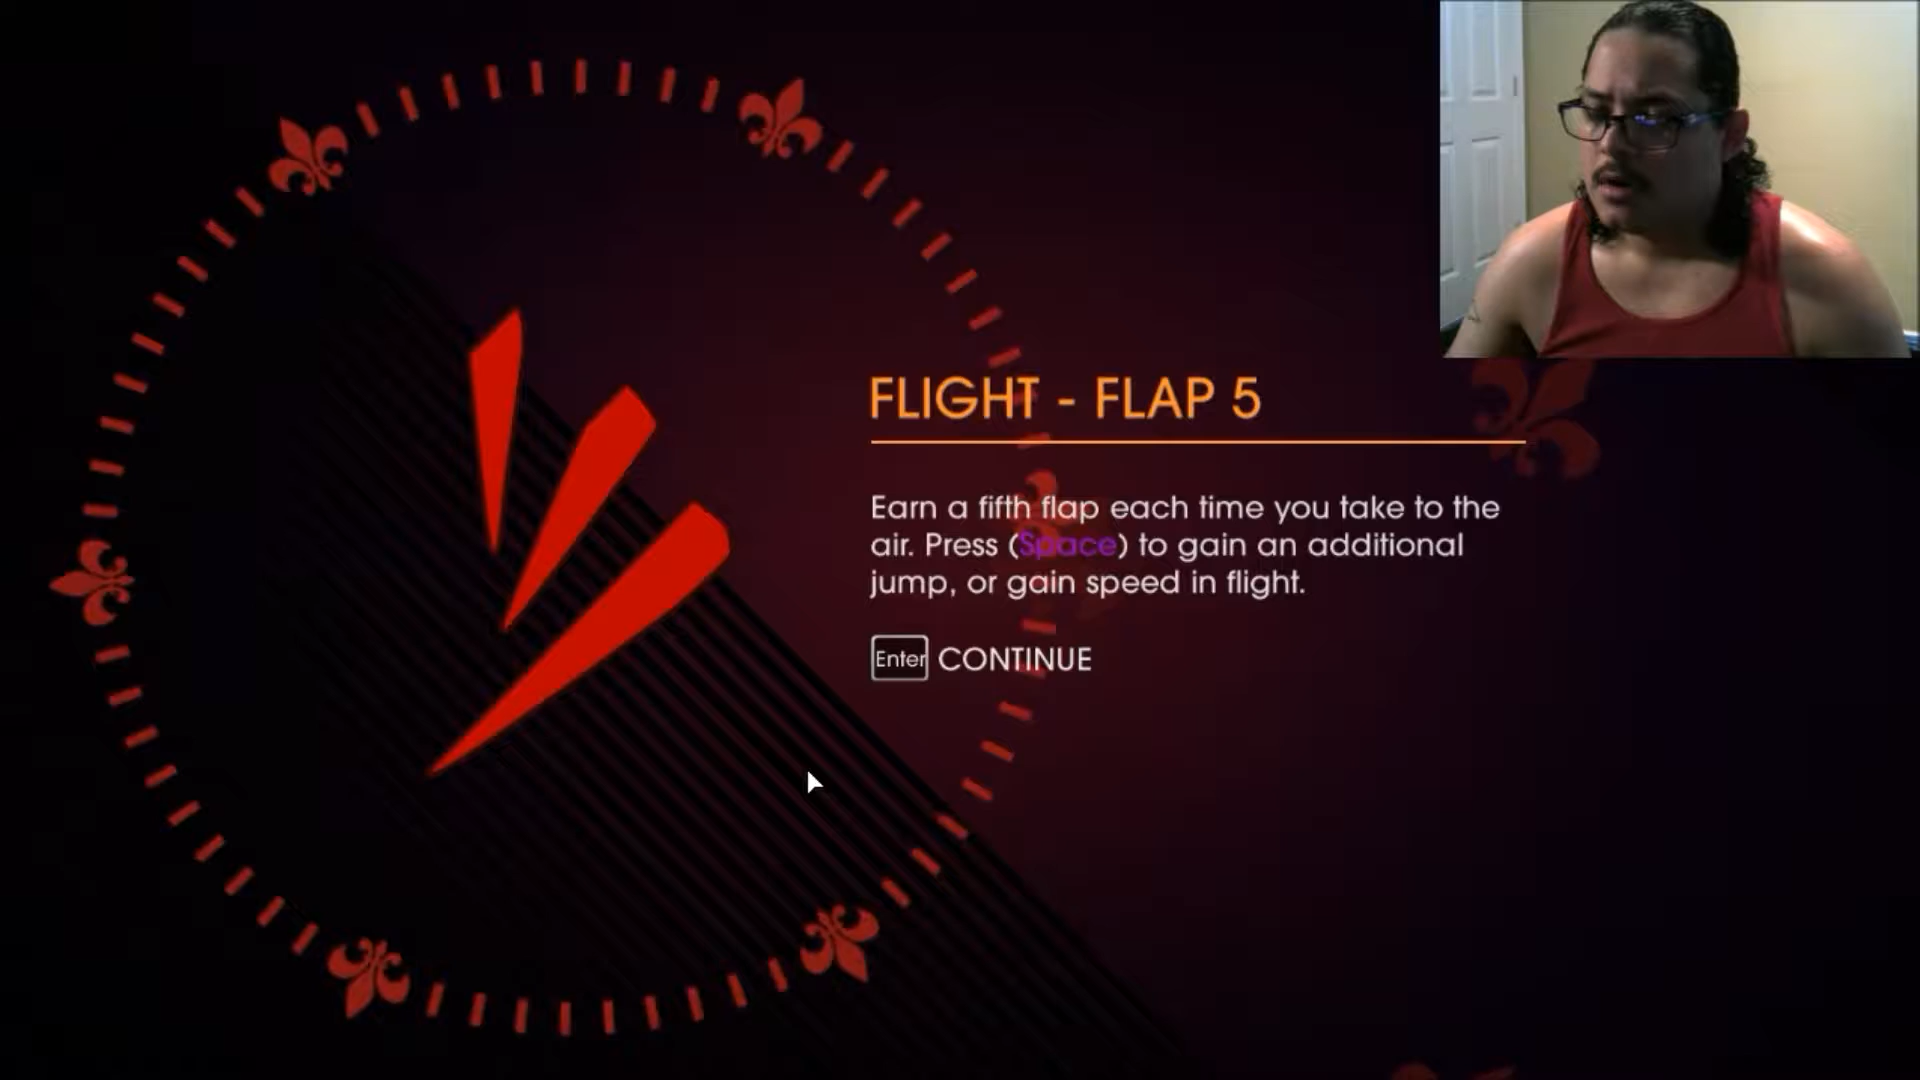 FLIGHT - FLAP 5
Earn a fifth flap each time you take to the
air. Press (Space) to gain an additional
jump, or gain speed in flight.
Enter CONTINUE